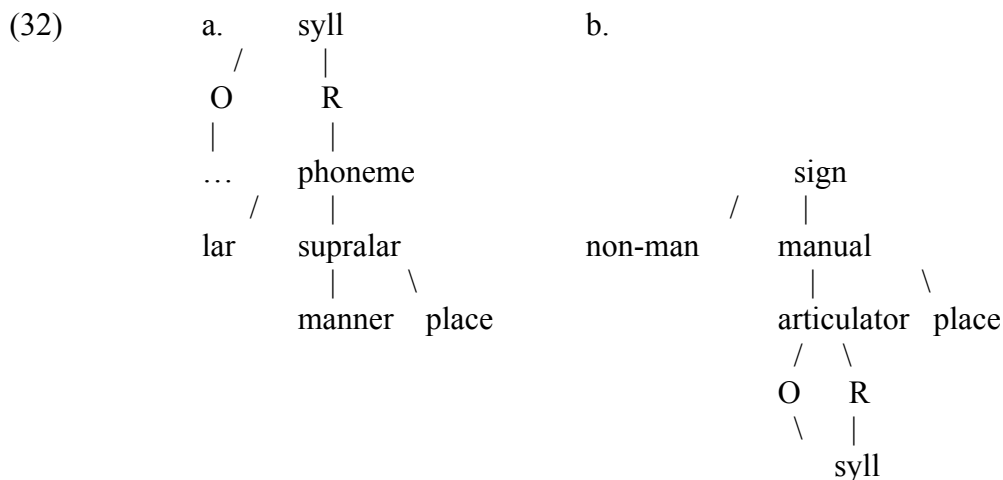 (32) a. syll b.
O R
… phoneme sign
lar supralar non-man manual
manner place articulator place
O R
syll